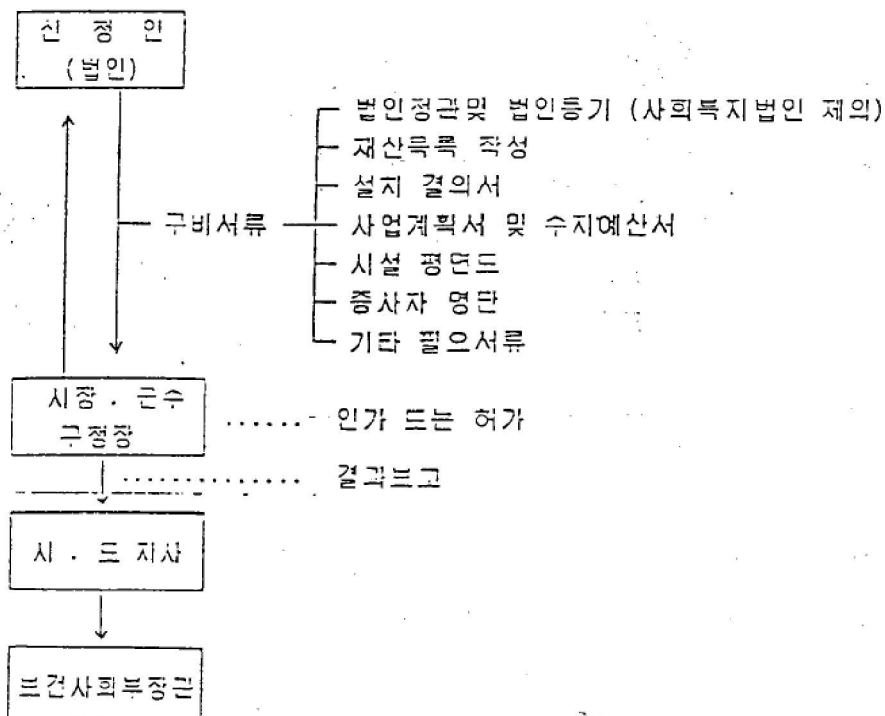 신 청 인
(법인)
법인정관및 법인등기 (사회복지법인 제외)
재산목록 작성
설치 결의서
구비서류
사업계획서 및 수지예산서
시설 평면도
종사자 명단
기타 필요서류
시장 . 군수
구청장
...... 인가 또는 허가
............. 결과보고
시 . 도 지사
보건사회부장관